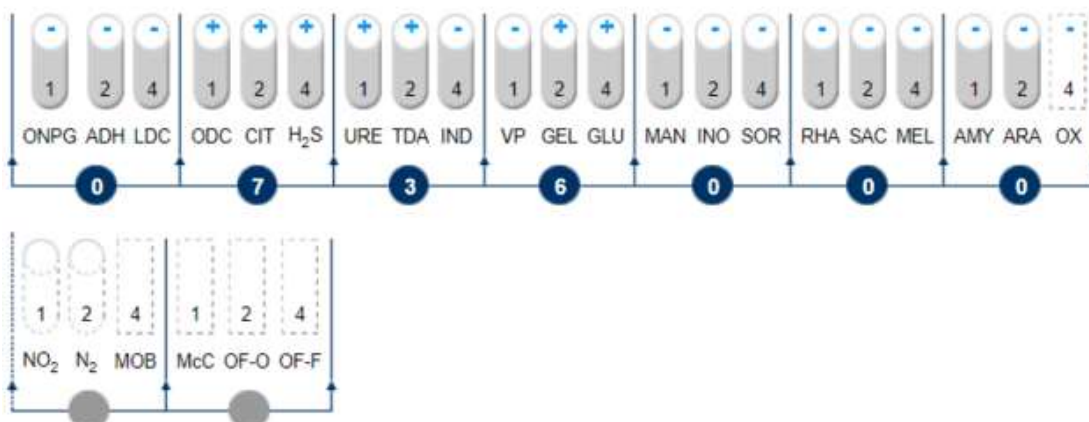 - - - + + + + + - - + + - - - - - - - - -
1 2 4 1 2 4 1 2 4 1 2 4 1 2 4 1 2 4 1 2 4
ONPG ADH LDC ODC CIT H₂S URE TDA IND VP GEL GLU MAN INO SOR RHA SAC MEL AMY ARA OX
0 7 3 6 0 0 0
1 2 4 1 2 4
NO₂ N₂ MOB McC OF-O OF-F